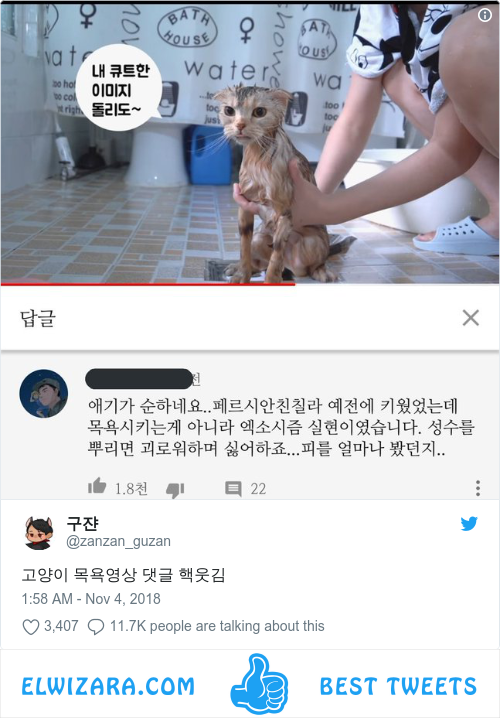 BATH
HOUSE
BATH
HOUSE
water
내 큐트한
이미지
돌리도~
답글
애기가 순하네요..페르시안친칠라 예전에 키웠었는데
목욕시키는게 아니라 엑소시즘 실현이였습니다. 성수를
뿌리면 괴로워하며 싫어하죠...피를 얼마나 봤던지..
1.8천
22
구쟌
@zanzan_guzan
고양이 목욕영상 댓글 핵웃김
1:58 AM - Nov 4, 2018
3,407
11.7K people are talking about this
ELWIZARA.COM
BEST TWEETS